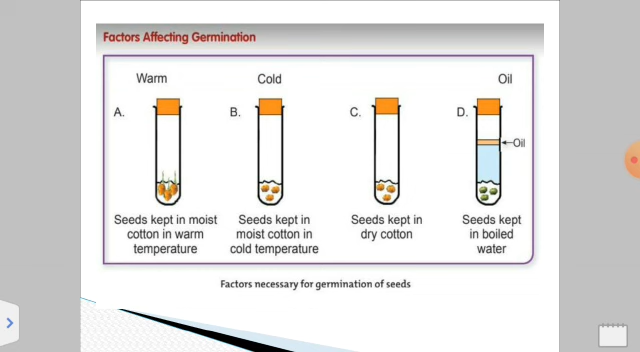 Factors Affecting Germination
Warm
Cold
Oil
A.
B.
C.
D.
Oil
Seeds kept in moist
cotton in warm
temperature
Seeds kept in
moist cotton in
cold temperature
Seeds kept in
dry cotton
Seeds kept
in boiled
water
Factors necessary for germination of seeds